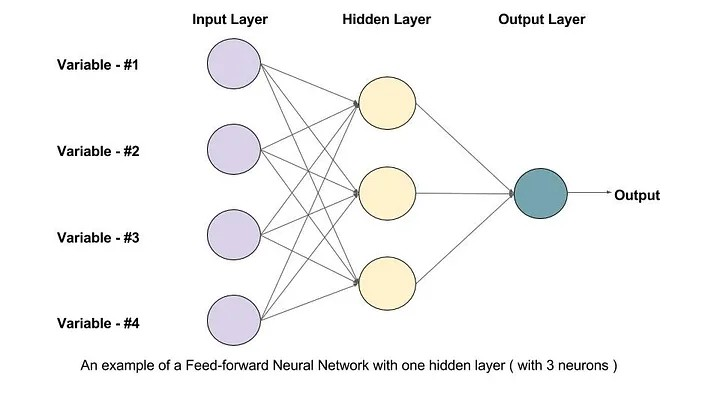 Input Layer Hidden Layer Output Layer
Variable - #1
Variable - #2
Output
Variable - #3
Variable - #4
An example of a Feed-forward Neural Network with one hidden layer ( with 3 neurons )